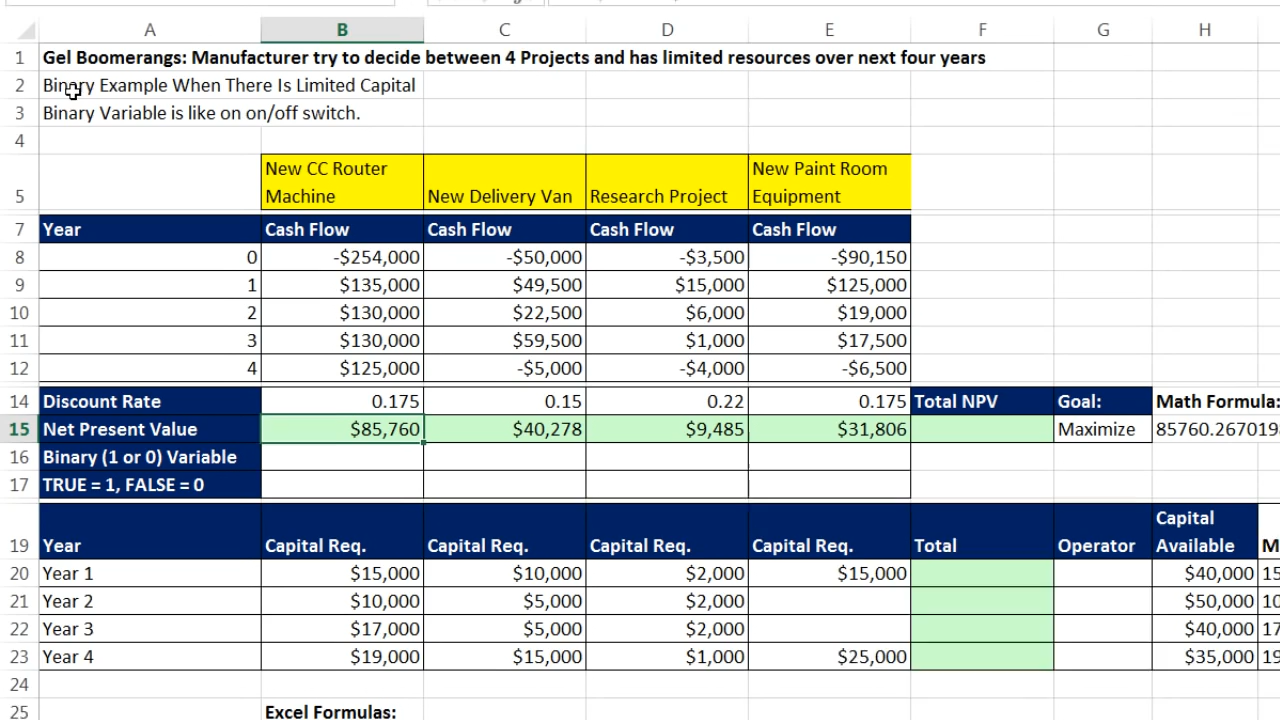 A B C D E F G H
1 Gel Boomerangs: Manufacturer try to decide between 4 Projects and has limited resources over next four years
2 Binary Example When There Is Limited Capital
3 Binary Variable is like on on/off switch.
4
5 New CC Router Machine New Delivery Van Research Project New Paint Room Equipment
7 Year Cash Flow Cash Flow Cash Flow Cash Flow
8 0 -$254,000 -$50,000 -$3,500 -$90,150
9 1 $135,000 $49,500 $15,000 $125,000
10 2 $130,000 $22,500 $6,000 $19,000
11 3 $130,000 $59,500 $1,000 $17,500
12 4 $125,000 -$5,000 -$4,000 -$6,500
14 Discount Rate 0.175 0.15 0.22 0.175 Total NPV Goal: Math Formula:
15 Net Present Value $85,760 $40,278 $9,485 $31,806 Maximize 85760.267019
16 Binary (1 or 0) Variable
17 TRUE = 1, FALSE = 0
19 Year Capital Req. Capital Req. Capital Req. Capital Req. Total Operator Capital Available M
20 Year 1 $15,000 $10,000 $2,000 $15,000 $40,000 15
21 Year 2 $10,000 $5,000 $2,000 $50,000 10
22 Year 3 $17,000 $5,000 $2,000 $40,000 17
23 Year 4 $19,000 $15,000 $1,000 $25,000 $35,000 19
24
25 Excel Formulas: